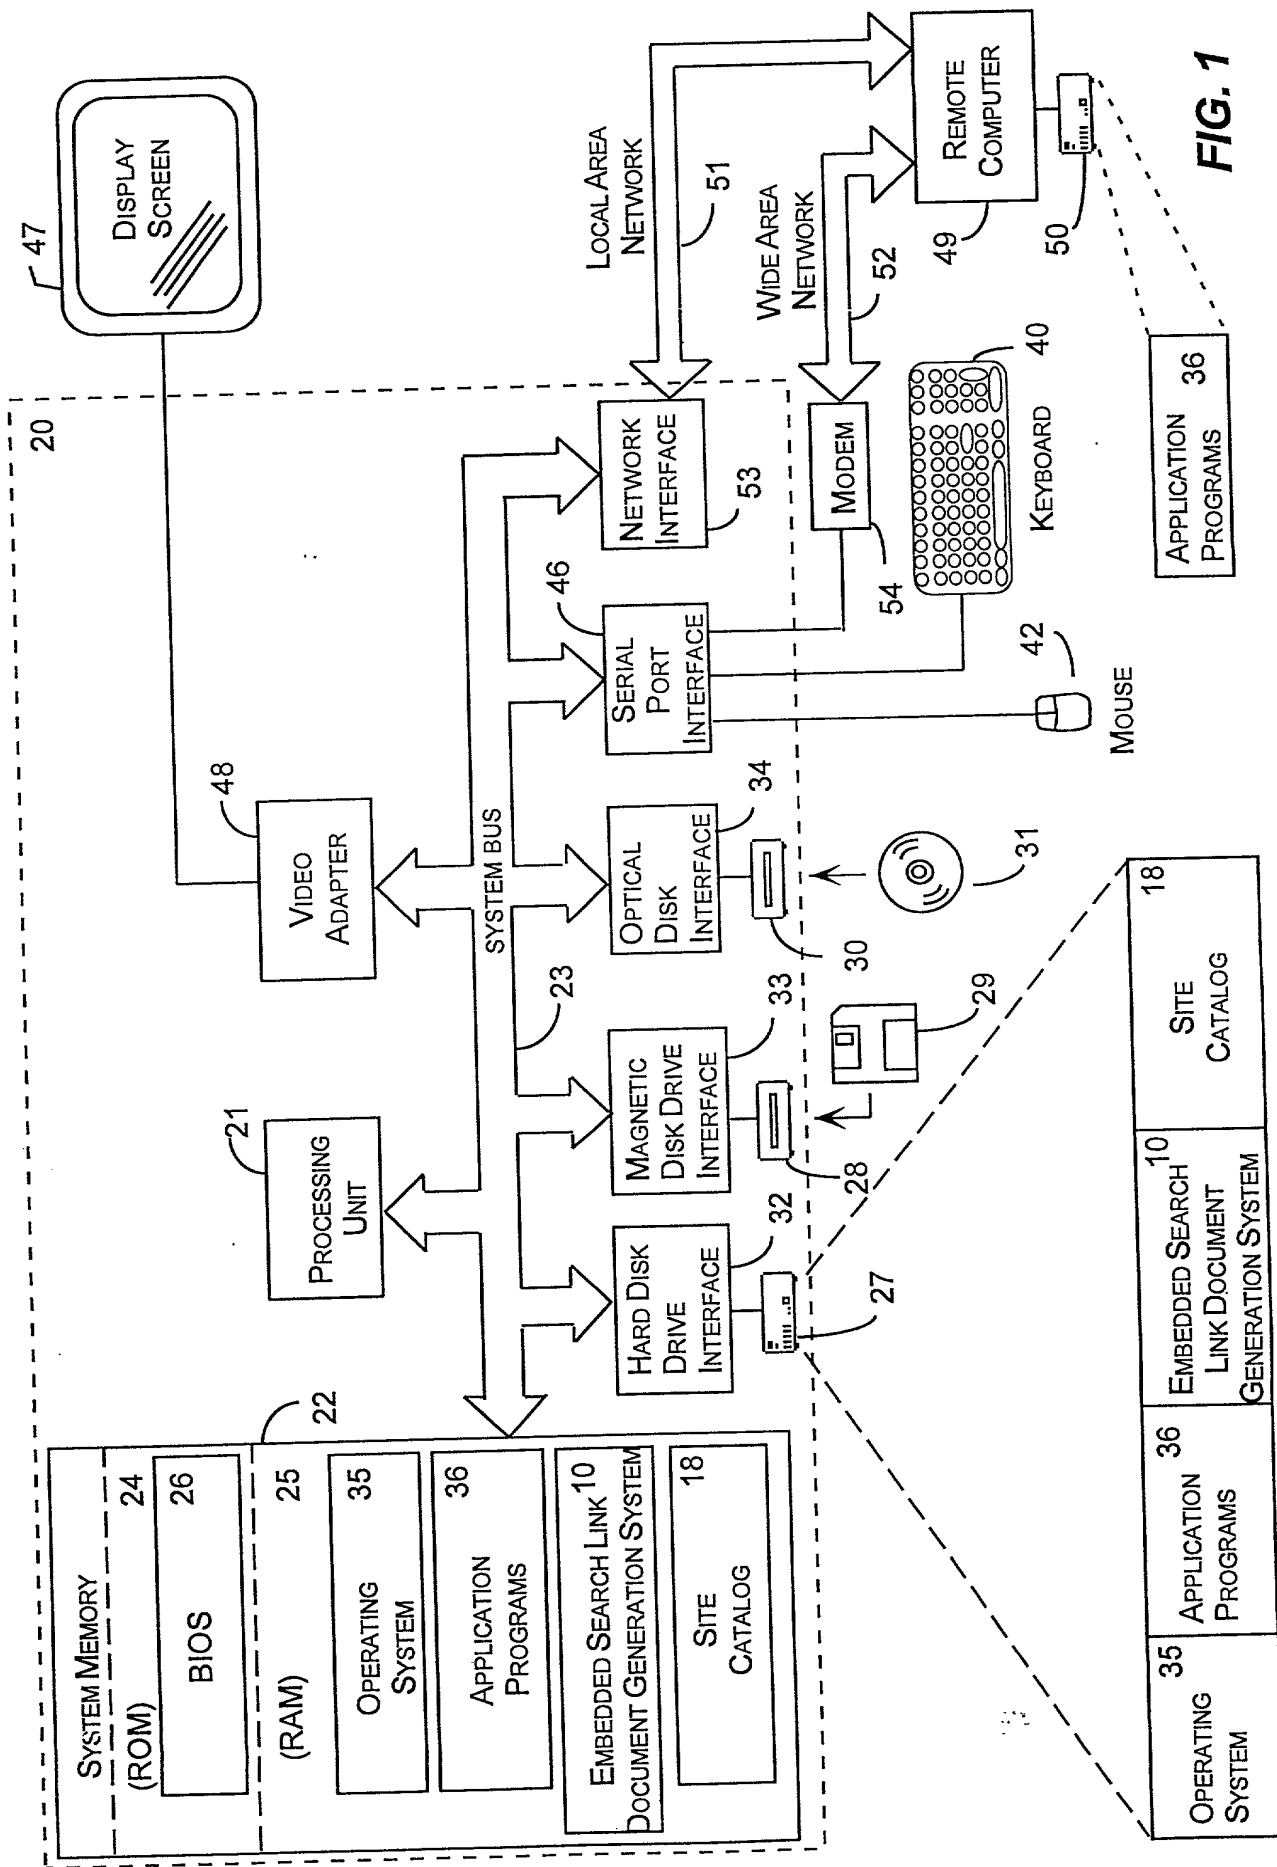 SYSTEM MEMORY
(ROM) 24
BIOS 26
(RAM) 25
OPERATING
SYSTEM
35
APPLICATION
PROGRAMS
36
EMBEDDED SEARCH LINK
DOCUMENT GENERATION SYSTEM
10
SITE
CATALOG
18
22
PROCESSING
UNIT
21
VIDEO
ADAPTER
48
20
47
DISPLAY
SCREEN
SYSTEM BUS
23
HARD DISK
DRIVE
INTERFACE
32
MAGNETIC
DISK DRIVE
INTERFACE
33
OPTICAL
DISK
INTERFACE
34
SERIAL
PORT
INTERFACE
46
NETWORK
INTERFACE
53
LOCAL AREA
NETWORK
51
WIDE AREA
NETWORK
52
MODEM
54
REMOTE
COMPUTER
49
50
27
28
29
30
31
MOUSE
42
KEYBOARD
40
APPLICATION
PROGRAMS
36
OPERATING
SYSTEM
35
APPLICATION
PROGRAMS
36
EMBEDDED SEARCH
LINK DOCUMENT
GENERATION SYSTEM
10
SITE
CATALOG
18
FIG. 1